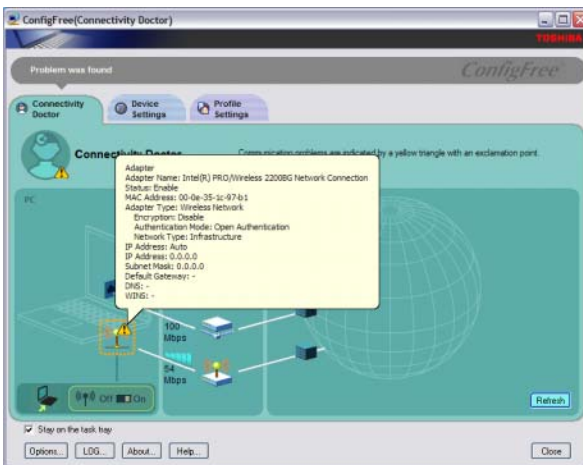 ConfigFree(Connectivity Doctor)
TOSHIBA
Problem was found
ConfigFree
Connectivity Doctor
Device Settings
Profile Settings
Connectivity Doctor
Communication problems are indicated by a yellow triangle with an exclamation point.
PC
Adapter
Adapter Name: Intel(R) PRO/Wireless 2200BG Network Connection
Status: Enable
MAC Address: 00-0e-35-1c-97-b1
Adapter Type: Wireless Network
Encryption: Disable
Authentication Mode: Open Authentication
Network Type: Infrastructure
IP Address: Auto
IP Address: 0.0.0.0
Subnet Mask: 0.0.0.0
Default Gateway: -
DNS: -
WINS: -
100
Mbps
54
Mbps
Off On
Refresh
Stay on the task tray
Options... LOG... About... Help... Close